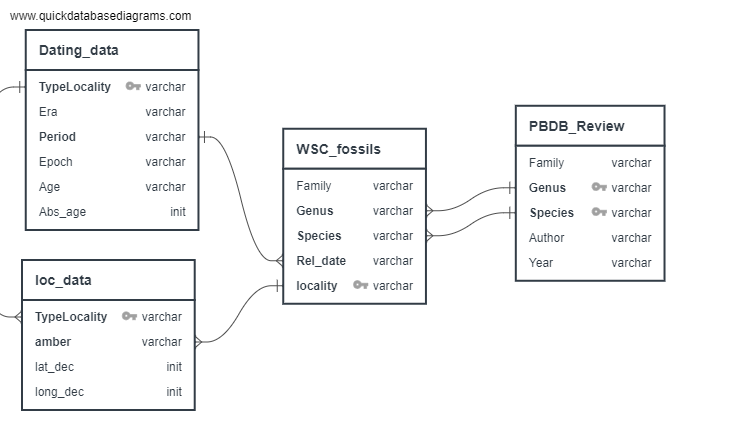 www.quickdatabasediagrams.com
Dating_data
TypeLocality varchar
Era varchar
Period varchar
Epoch varchar
Age varchar
Abs_age init
loc_data
TypeLocality varchar
amber varchar
lat_dec init
long_dec init
WSC_fossils
Family varchar
Genus varchar
Species varchar
Rel_date varchar
locality varchar
PBDB_Review
Family varchar
Genus varchar
Species varchar
Author varchar
Year varchar